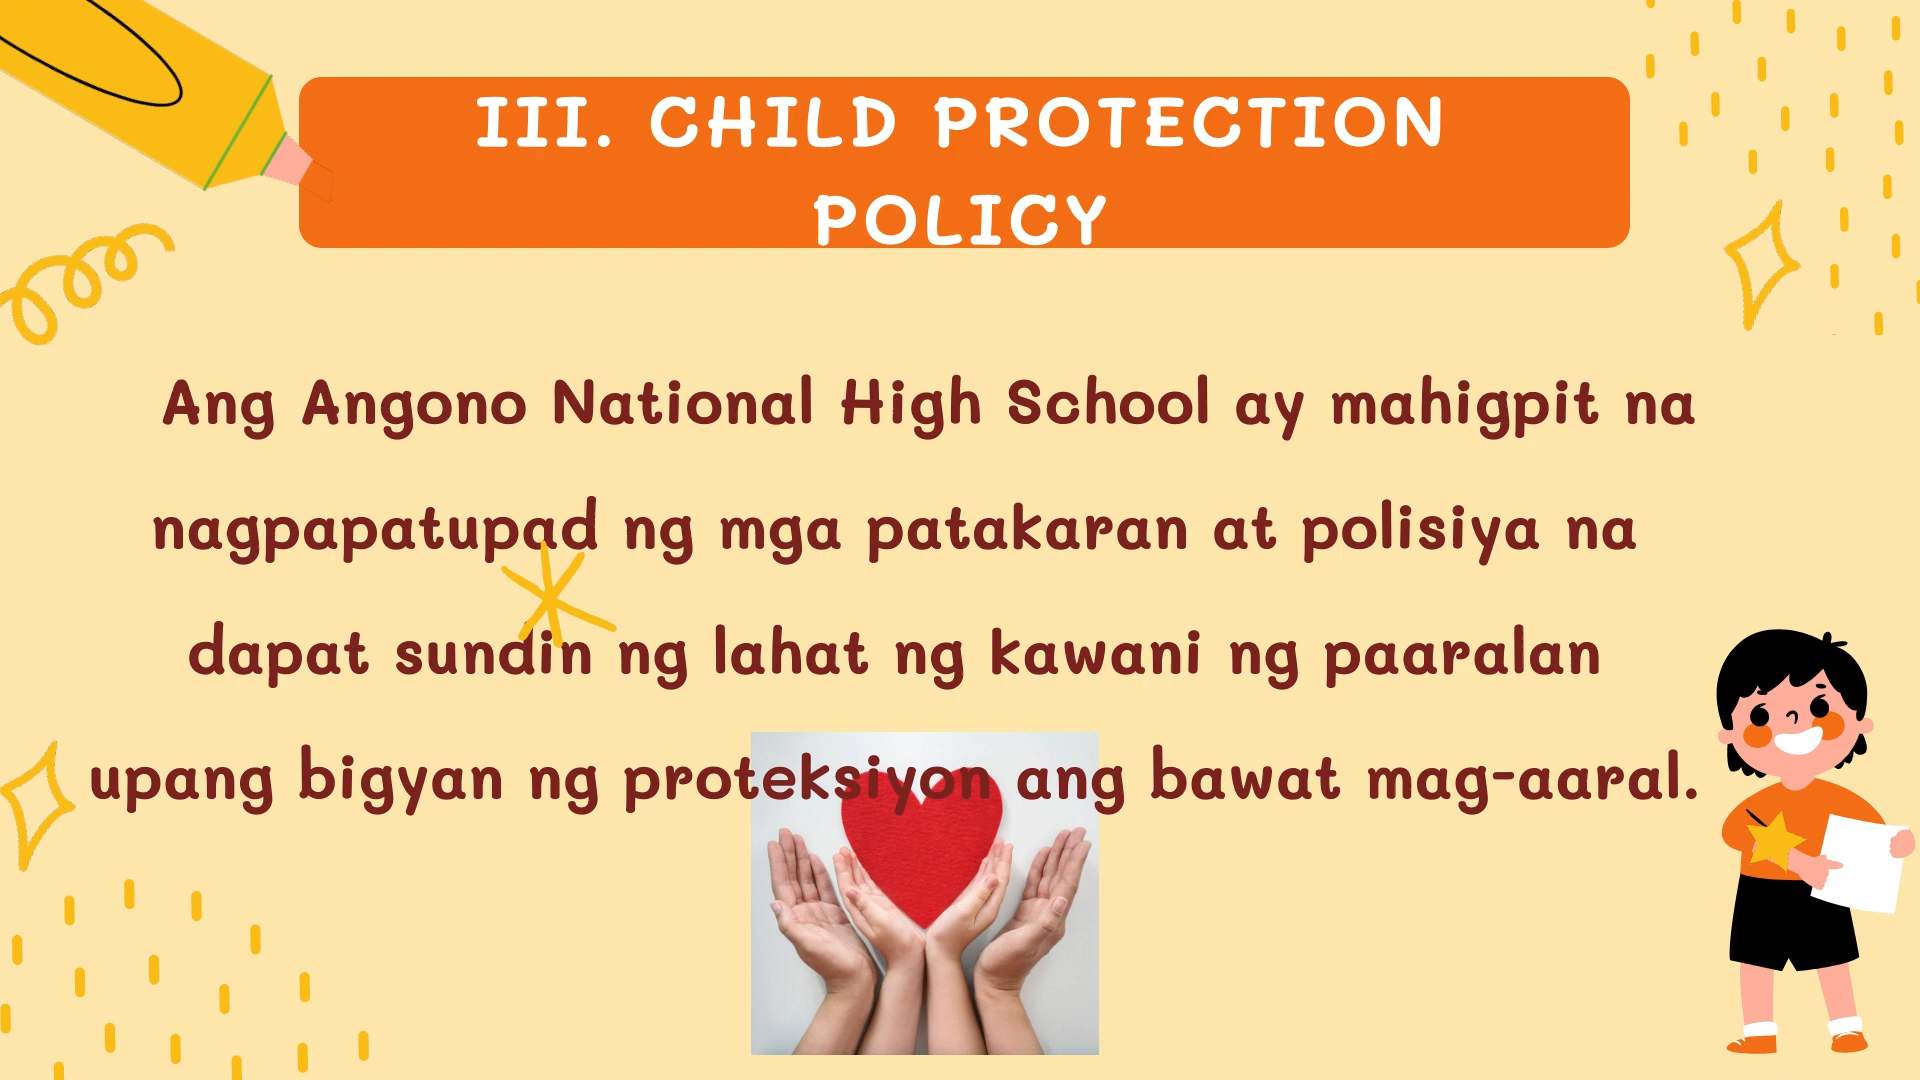 III. CHILD PROTECTION
POLICY
Ang Angono National High School ay mahigpit na
nagpapatupad ng mga patakaran at polisiya na
dapat sundin ng lahat ng kawani ng paaralan
upang bigyan ng proteksiyon ang bawat mag-aaral.